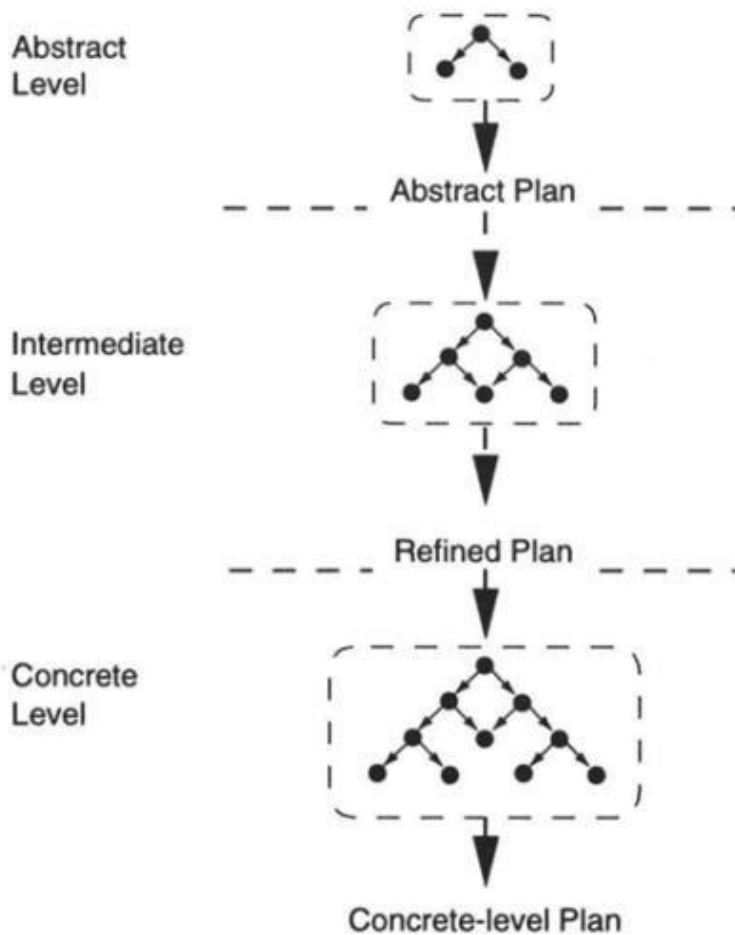 Abstract
Level
Abstract Plan
Intermediate
Level
Refined Plan
Concrete
Level
Concrete-level Plan